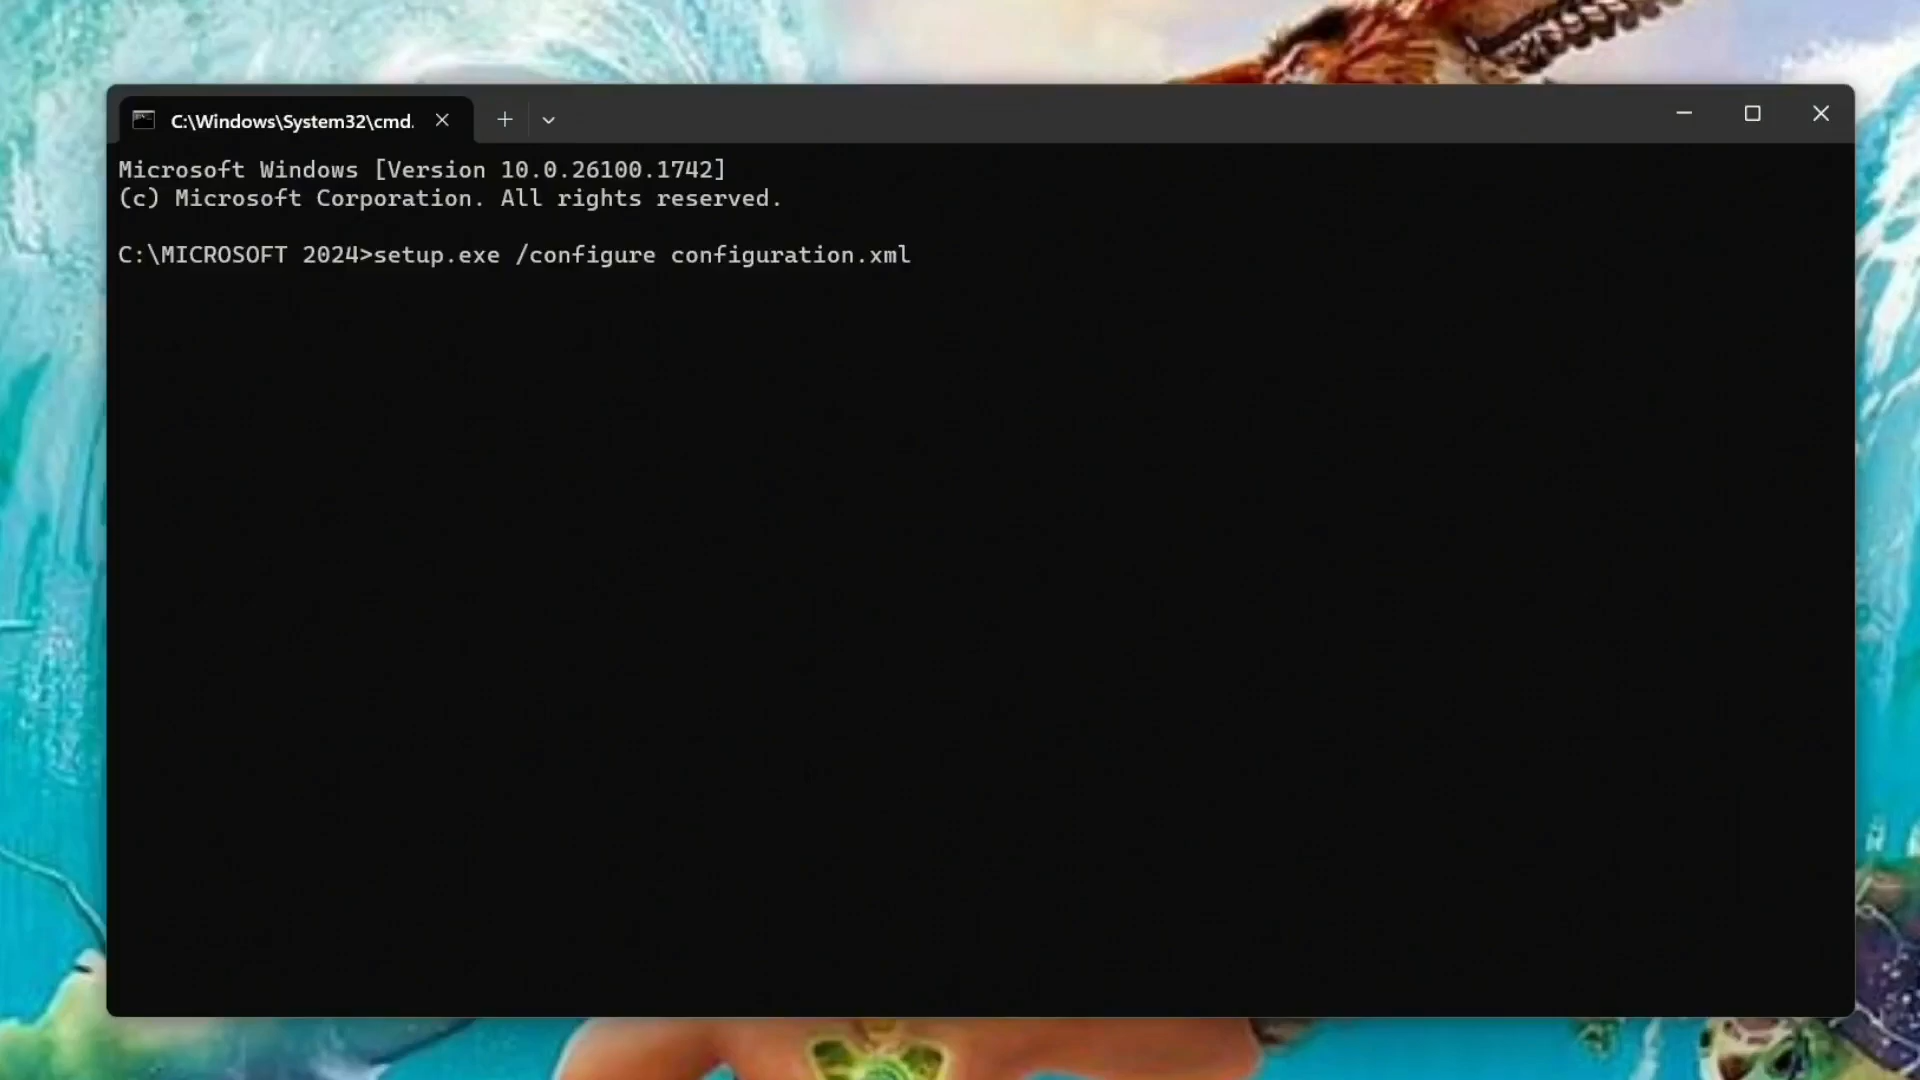 C:\Windows\System32\cmd.
Microsoft Windows [Version 10.0.26100.1742]
(c) Microsoft Corporation. All rights reserved.
C:\MICROSOFT 2024>setup.exe /configure configuration.xml